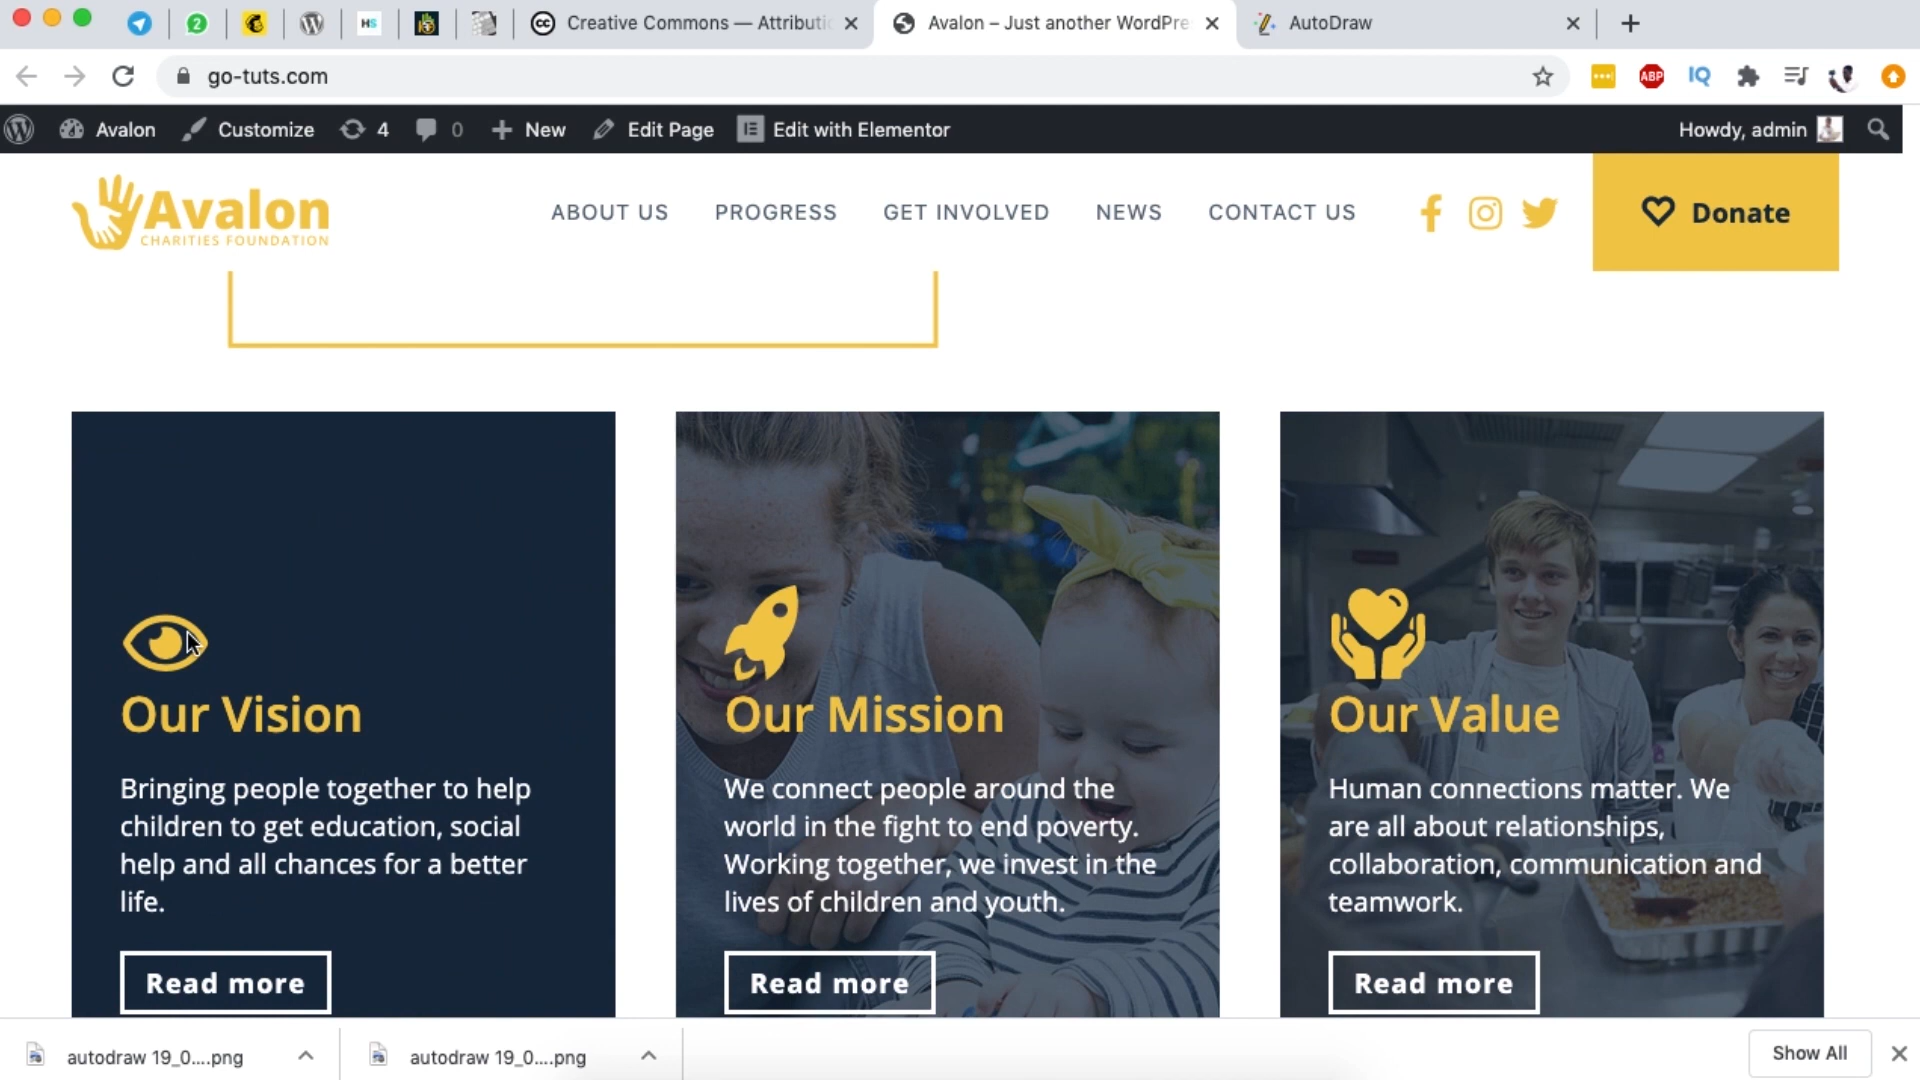 Creative Commons — Attributi
Avalon – Just another WordPre
AutoDraw
go-tuts.com
ABP
IQ
Avalon
Customize
4
0
New
Edit Page
Edit with Elementor
Howdy, admin
Avalon
CHARITIES FOUNDATION
ABOUT US
PROGRESS
GET INVOLVED
NEWS
CONTACT US
Donate
Our Vision
Bringing people together to help
children to get education, social
help and all chances for a better
life.
Read more
Our Mission
We connect people around the
world in the fight to end poverty.
Working together, we invest in the
lives of children and youth.
Read more
Our Value
Human connections matter. We
are all about relationships,
collaboration, communication and
teamwork.
Read more
autodraw 19_0....png
autodraw 19_0....png
Show All